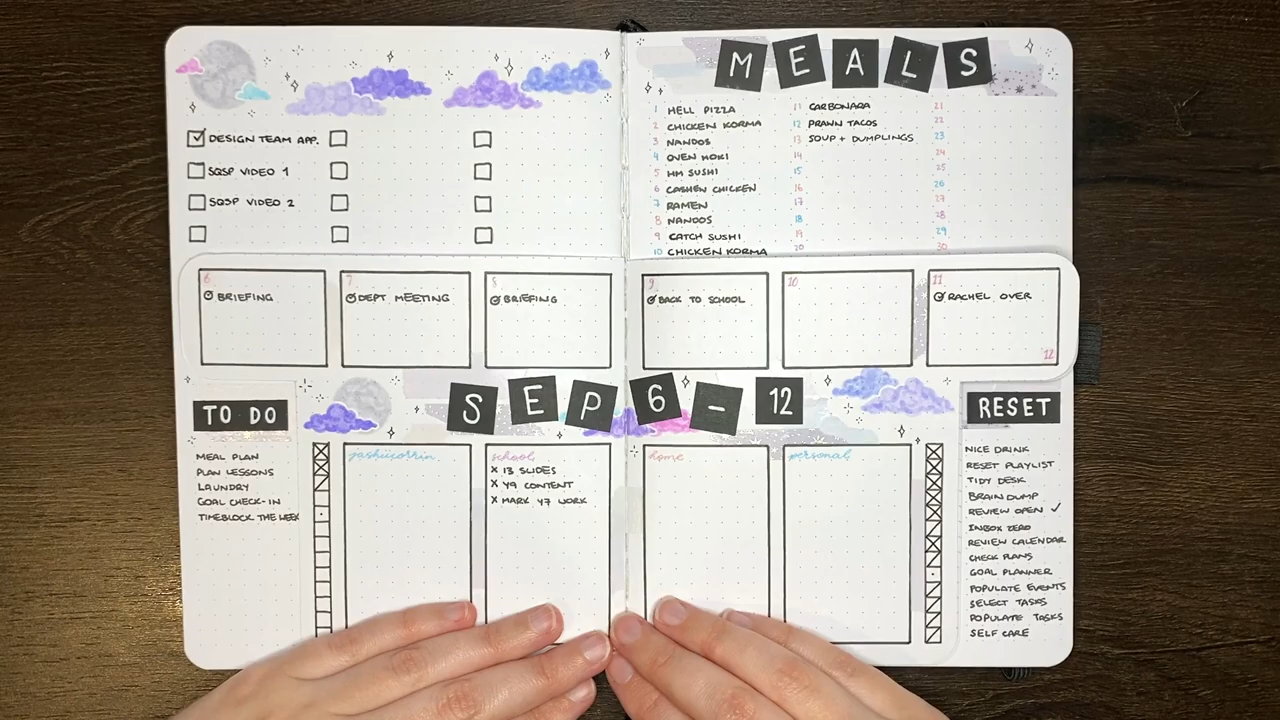 MEALS
DESIGN TEAM APP.
SQSP VIDEO 1
SQSP VIDEO 2
1 HELL PIZZA
2 CHICKEN KORMA
3 NANDOS
4 OVEN HOKI
5 HM SUSHI
6 CASHEW CHICKEN
7 RAMEN
8 NANDOS
9 CATCH SUSHI
10 CHICKEN KORMA
11 CARBONARA
12 PRAWN TACOS
13 SOUP + DUMPLINGS
14
15
16
17
18
19
20
21
22
23
24
25
26
27
28
29
30
6
BRIEFING
7
DEPT MEETING
8
BRIEFING
9
BACK TO SCHOOL
10
11
RACHEL OVER
12
SEP 6-12
TO DO
MEAL PLAN
PLAN LESSONS
LAUNDRY
GOAL CHECK-IN
TIMEBLOCK THE WEEK
jashiicorrin
school
X 13 SLIDES
X Y9 CONTENT
X MARK Y7 WORK
home
personal
RESET
NICE DRINK
RESET PLAYLIST
TIDY DESK
BRAIN DUMP
REVIEW OPEN ✓
INBOX ZERO
REVIEW CALENDAR
CHECK PLANS
GOAL PLANNER
POPULATE EVENTS
SELECT TASKS
POPULATE TASKS
SELF CARE